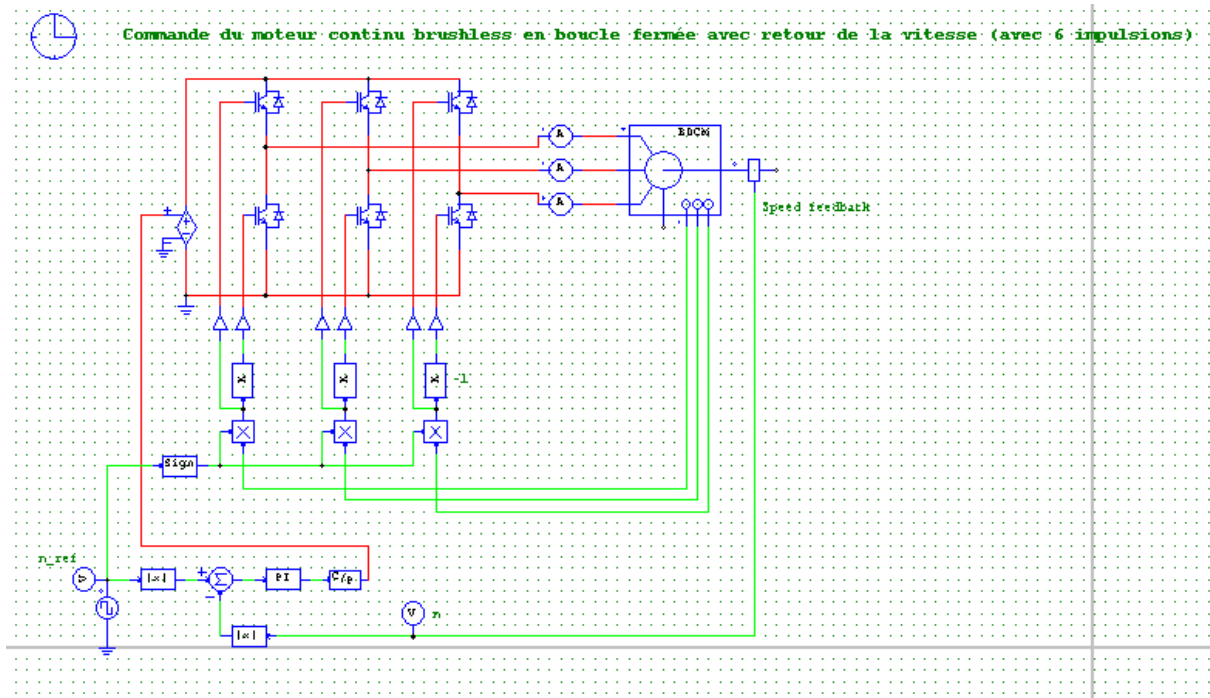 Commande du moteur continu brushless en boucle fermée avec retour de la vitesse (avec 6 impulsions)
A
BDCM
A
A
Speed feedback
K
K
K
-1
Sign
n_ref
V
|x|
PI
C/P
V
n
|x|